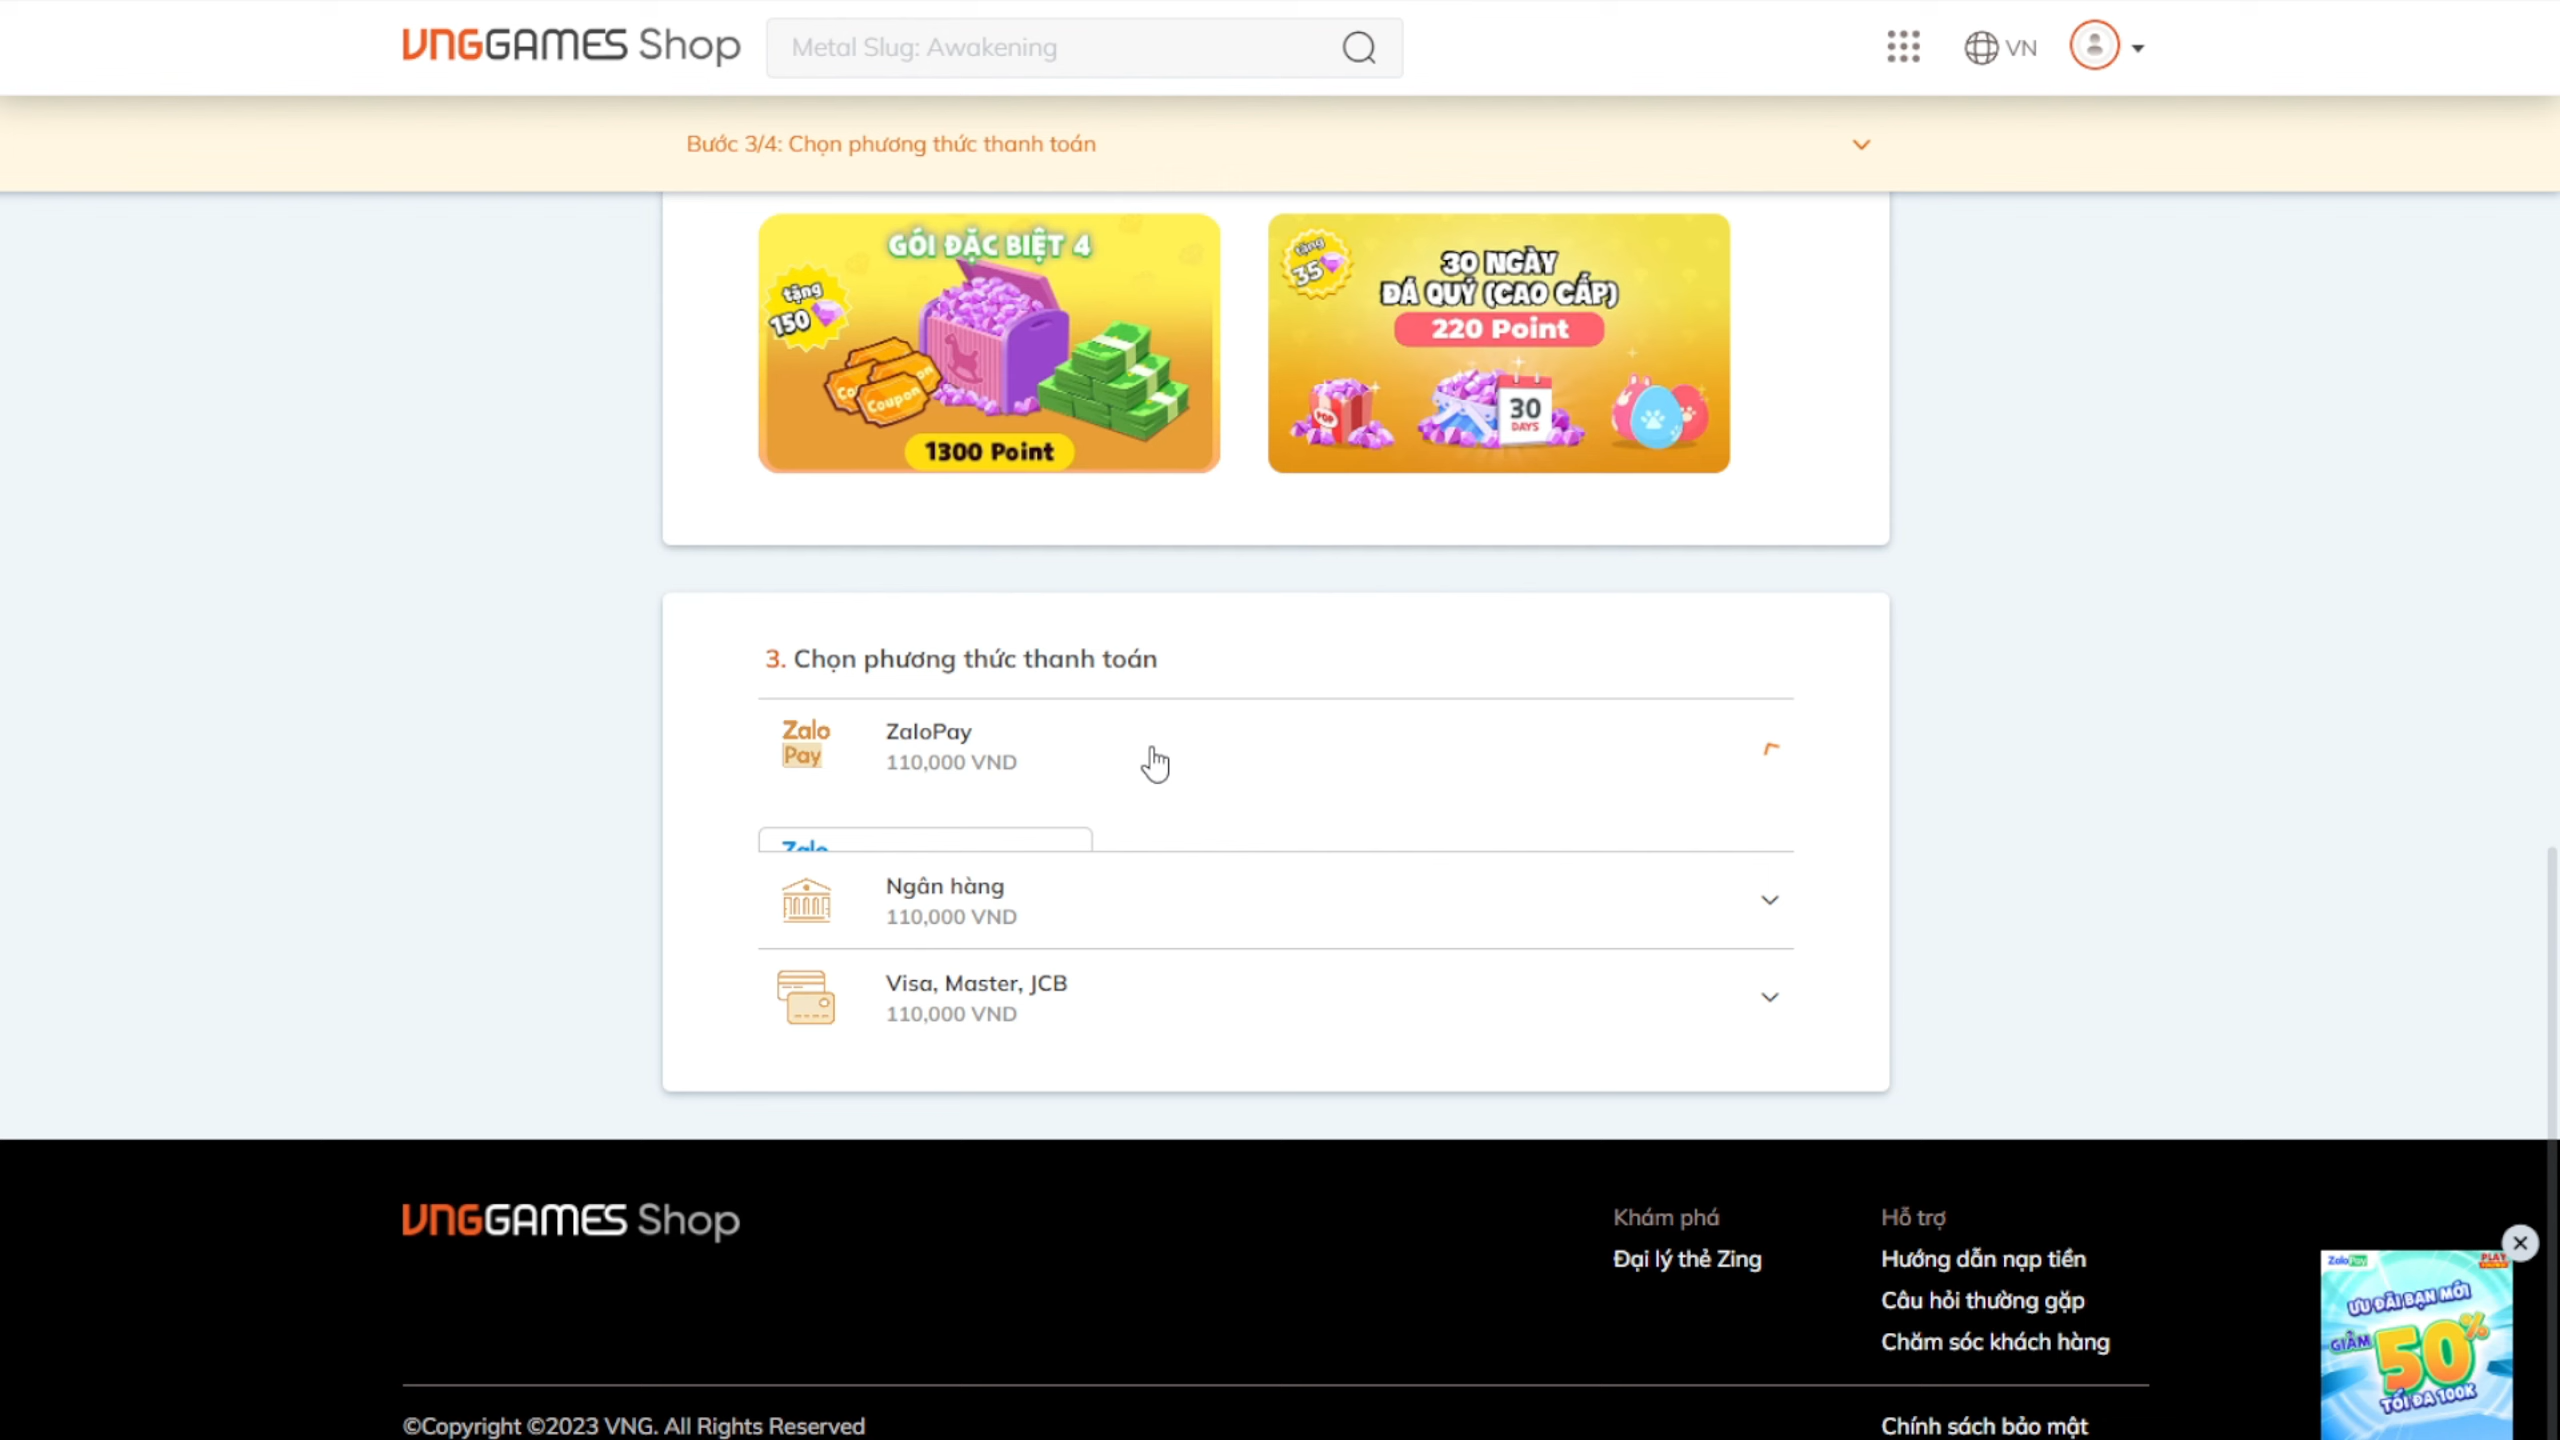 VNGGAMES Shop
Metal Slug: Awakening
VN
Bước 3/4: Chọn phương thức thanh toán
GÓI ĐẶC BIỆT 4
tặng
150
Coupon
1300 Point
tặng
35
30 NGÀY
ĐÁ QUÝ (CAO CẤP)
220 Point
POP
30
DAYS
3. Chọn phương thức thanh toán
Zalo
Pay
ZaloPay
110,000 VND
Zalo
Ngân hàng
110,000 VND
Visa, Master, JCB
110,000 VND
VNGGAMES Shop
Khám phá
Đại lý thẻ Zing
Hỗ trợ
Hướng dẫn nạp tiền
Câu hỏi thường gặp
Chăm sóc khách hàng
ZaloPay
PLAY
ƯU ĐÃI BẠN MỚI
GIẢM
50%
TỐI ĐA 100K
©Copyright ©2023 VNG. All Rights Reserved
Chính sách bảo mật